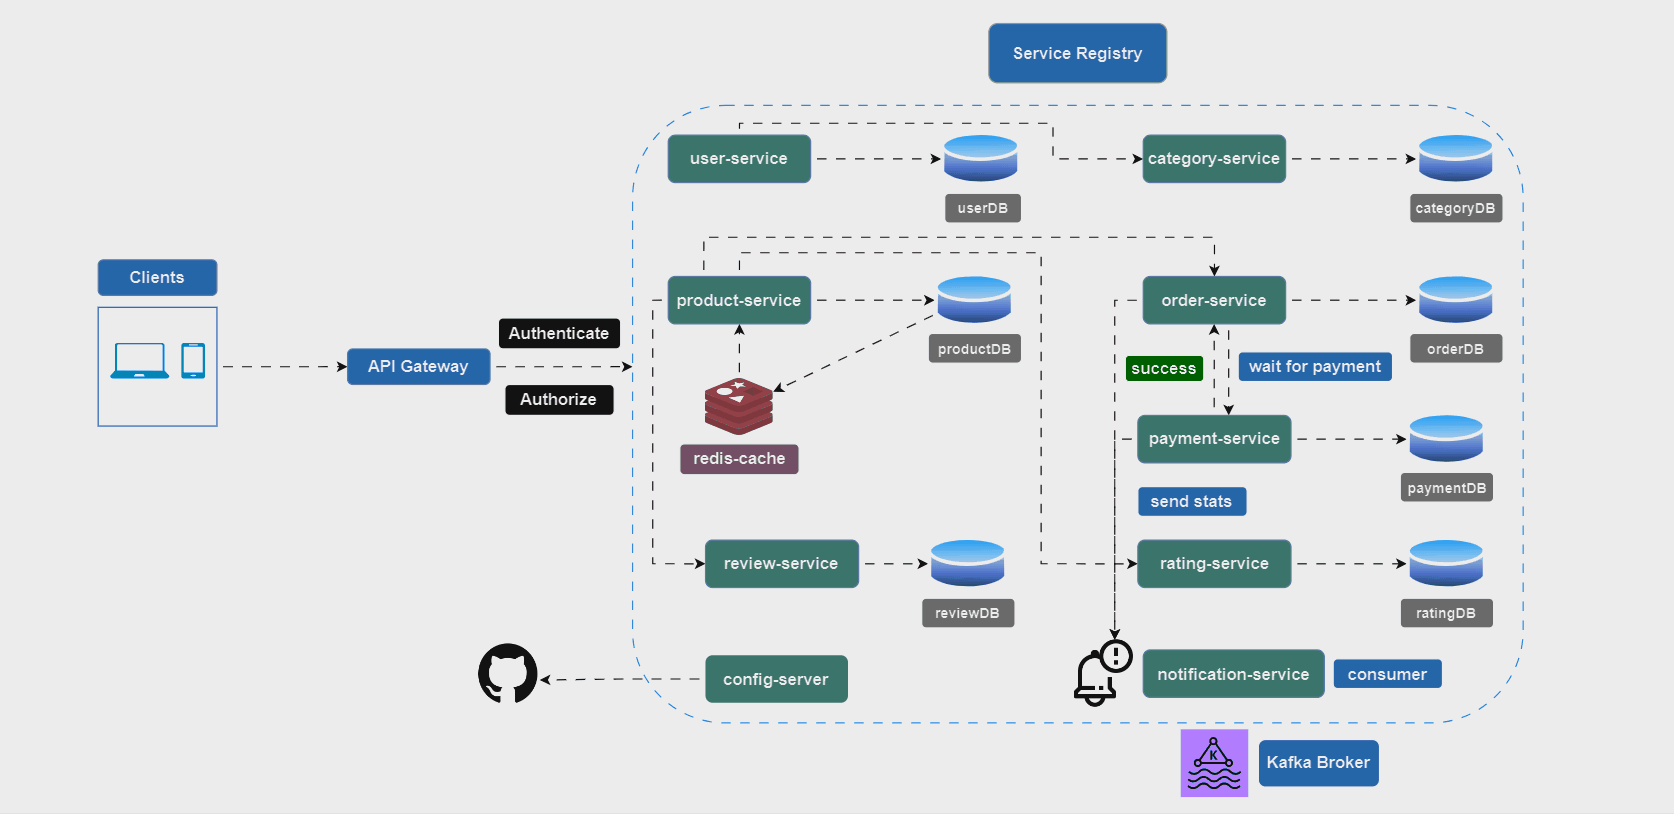 Service Registry
user-service
category-service
userDB
categoryDB
Clients
product-service
order-service
Authenticate
productDB
orderDB
API Gateway
success
wait for payment
Authorize
payment-service
redis-cache
paymentDB
send stats
review-service
rating-service
reviewDB
ratingDB
config-server
notification-service
consumer
K
Kafka Broker